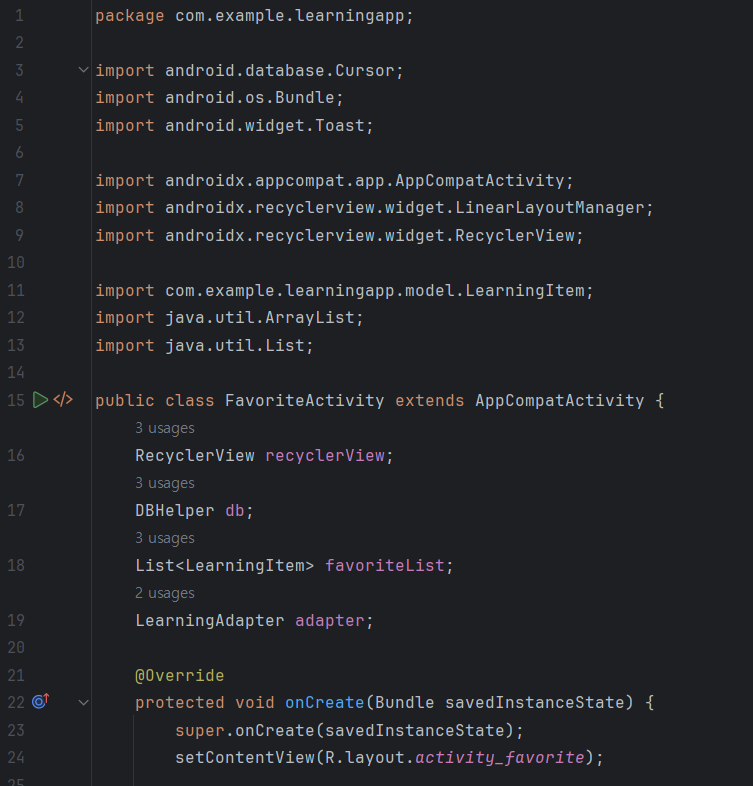 1 package com.example.learningapp;
2
3 import android.database.Cursor;
4 import android.os.Bundle;
5 import android.widget.Toast;
6
7 import androidx.appcompat.app.AppCompatActivity;
8 import androidx.recyclerview.widget.LinearLayoutManager;
9 import androidx.recyclerview.widget.RecyclerView;
10
11 import com.example.learningapp.model.LearningItem;
12 import java.util.ArrayList;
13 import java.util.List;
14
15 </> public class FavoriteActivity extends AppCompatActivity {
3 usages
16 RecyclerView recyclerView;
3 usages
17 DBHelper db;
3 usages
18 List<LearningItem> favoriteList;
2 usages
19 LearningAdapter adapter;
20
21 @Override
22 protected void onCreate(Bundle savedInstanceState) {
23 super.onCreate(savedInstanceState);
24 setContentView(R.layout.activity_favorite);
25